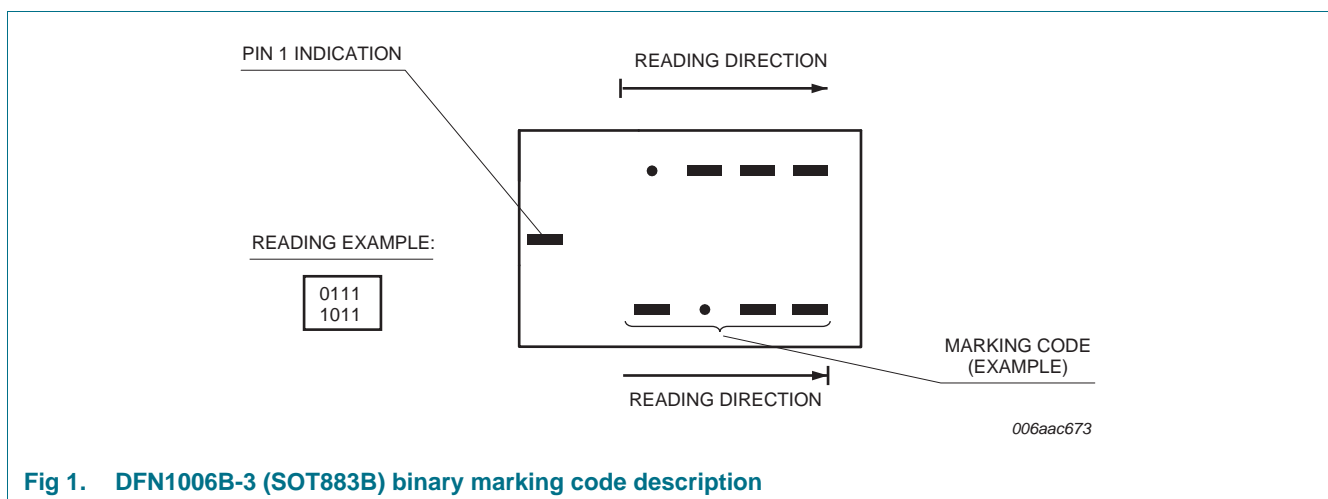 PIN 1 INDICATION
READING DIRECTION
READING EXAMPLE:
0111
1011
MARKING CODE
(EXAMPLE)
READING DIRECTION
006aac673
Fig 1. DFN1006B-3 (SOT883B) binary marking code description